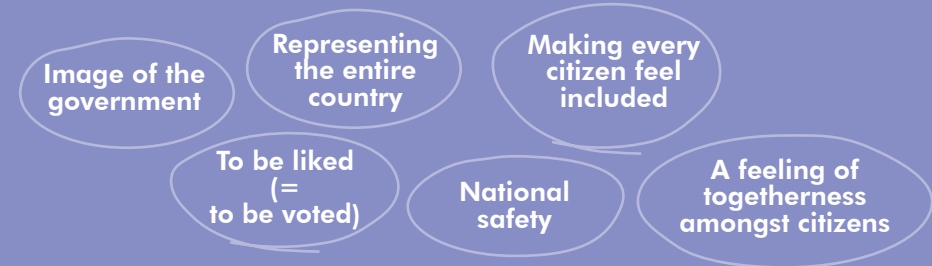 Image of the
government
Representing
the entire
country
Making every
citizen feel
included
To be liked
(=
to be voted)
National
safety
A feeling of
togetherness
amongst citizens